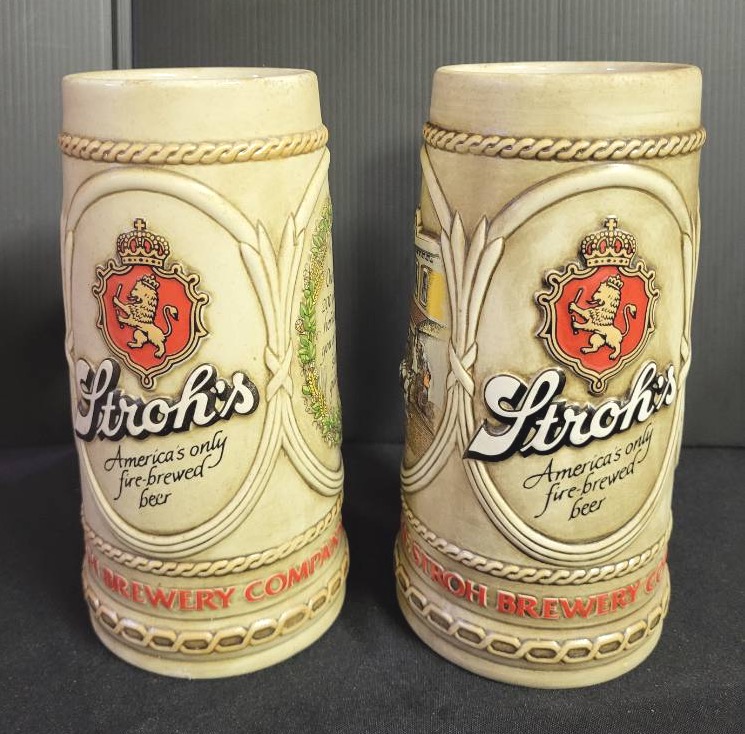 Stroh's
America's only
fire-brewed
beer
H BREWERY COMPAN
Stroh's
America's only
fire-brewed
beer
STROH BREWERY CO